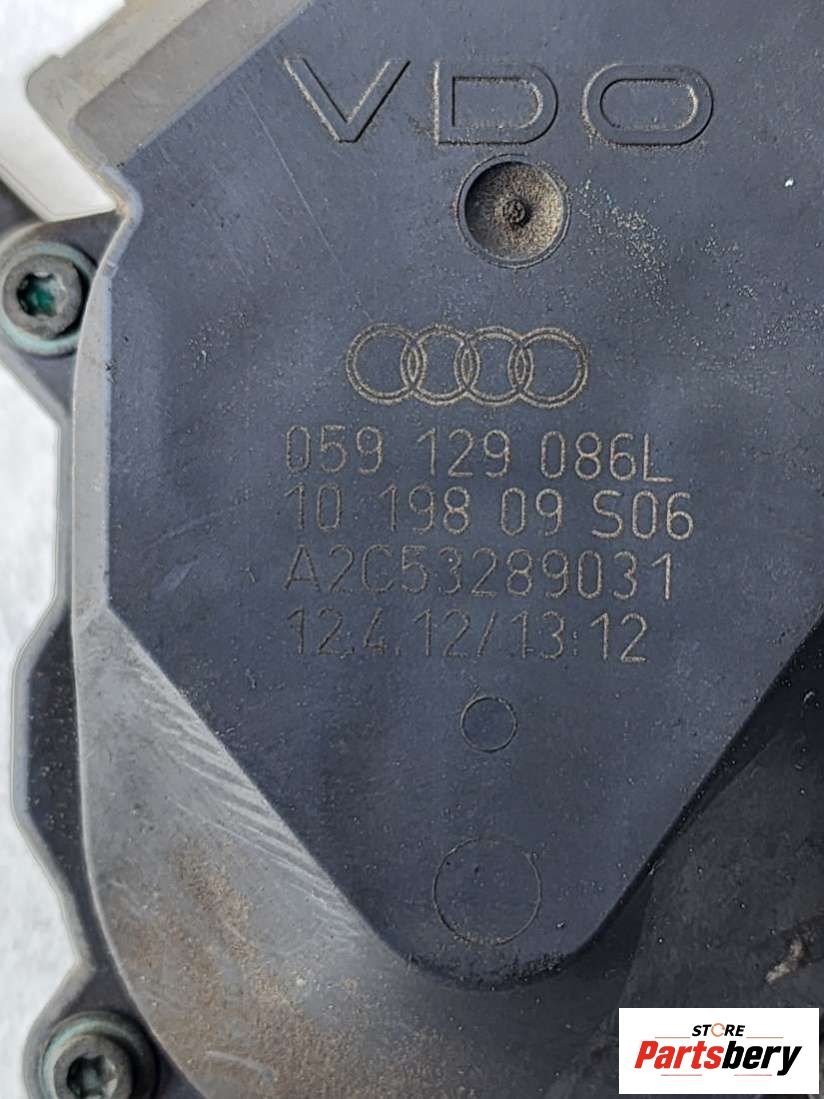 VDO
059 129 086L
10 198 09 S06
A2C53289031
12.4.12/13:12
STORE
Partsbery